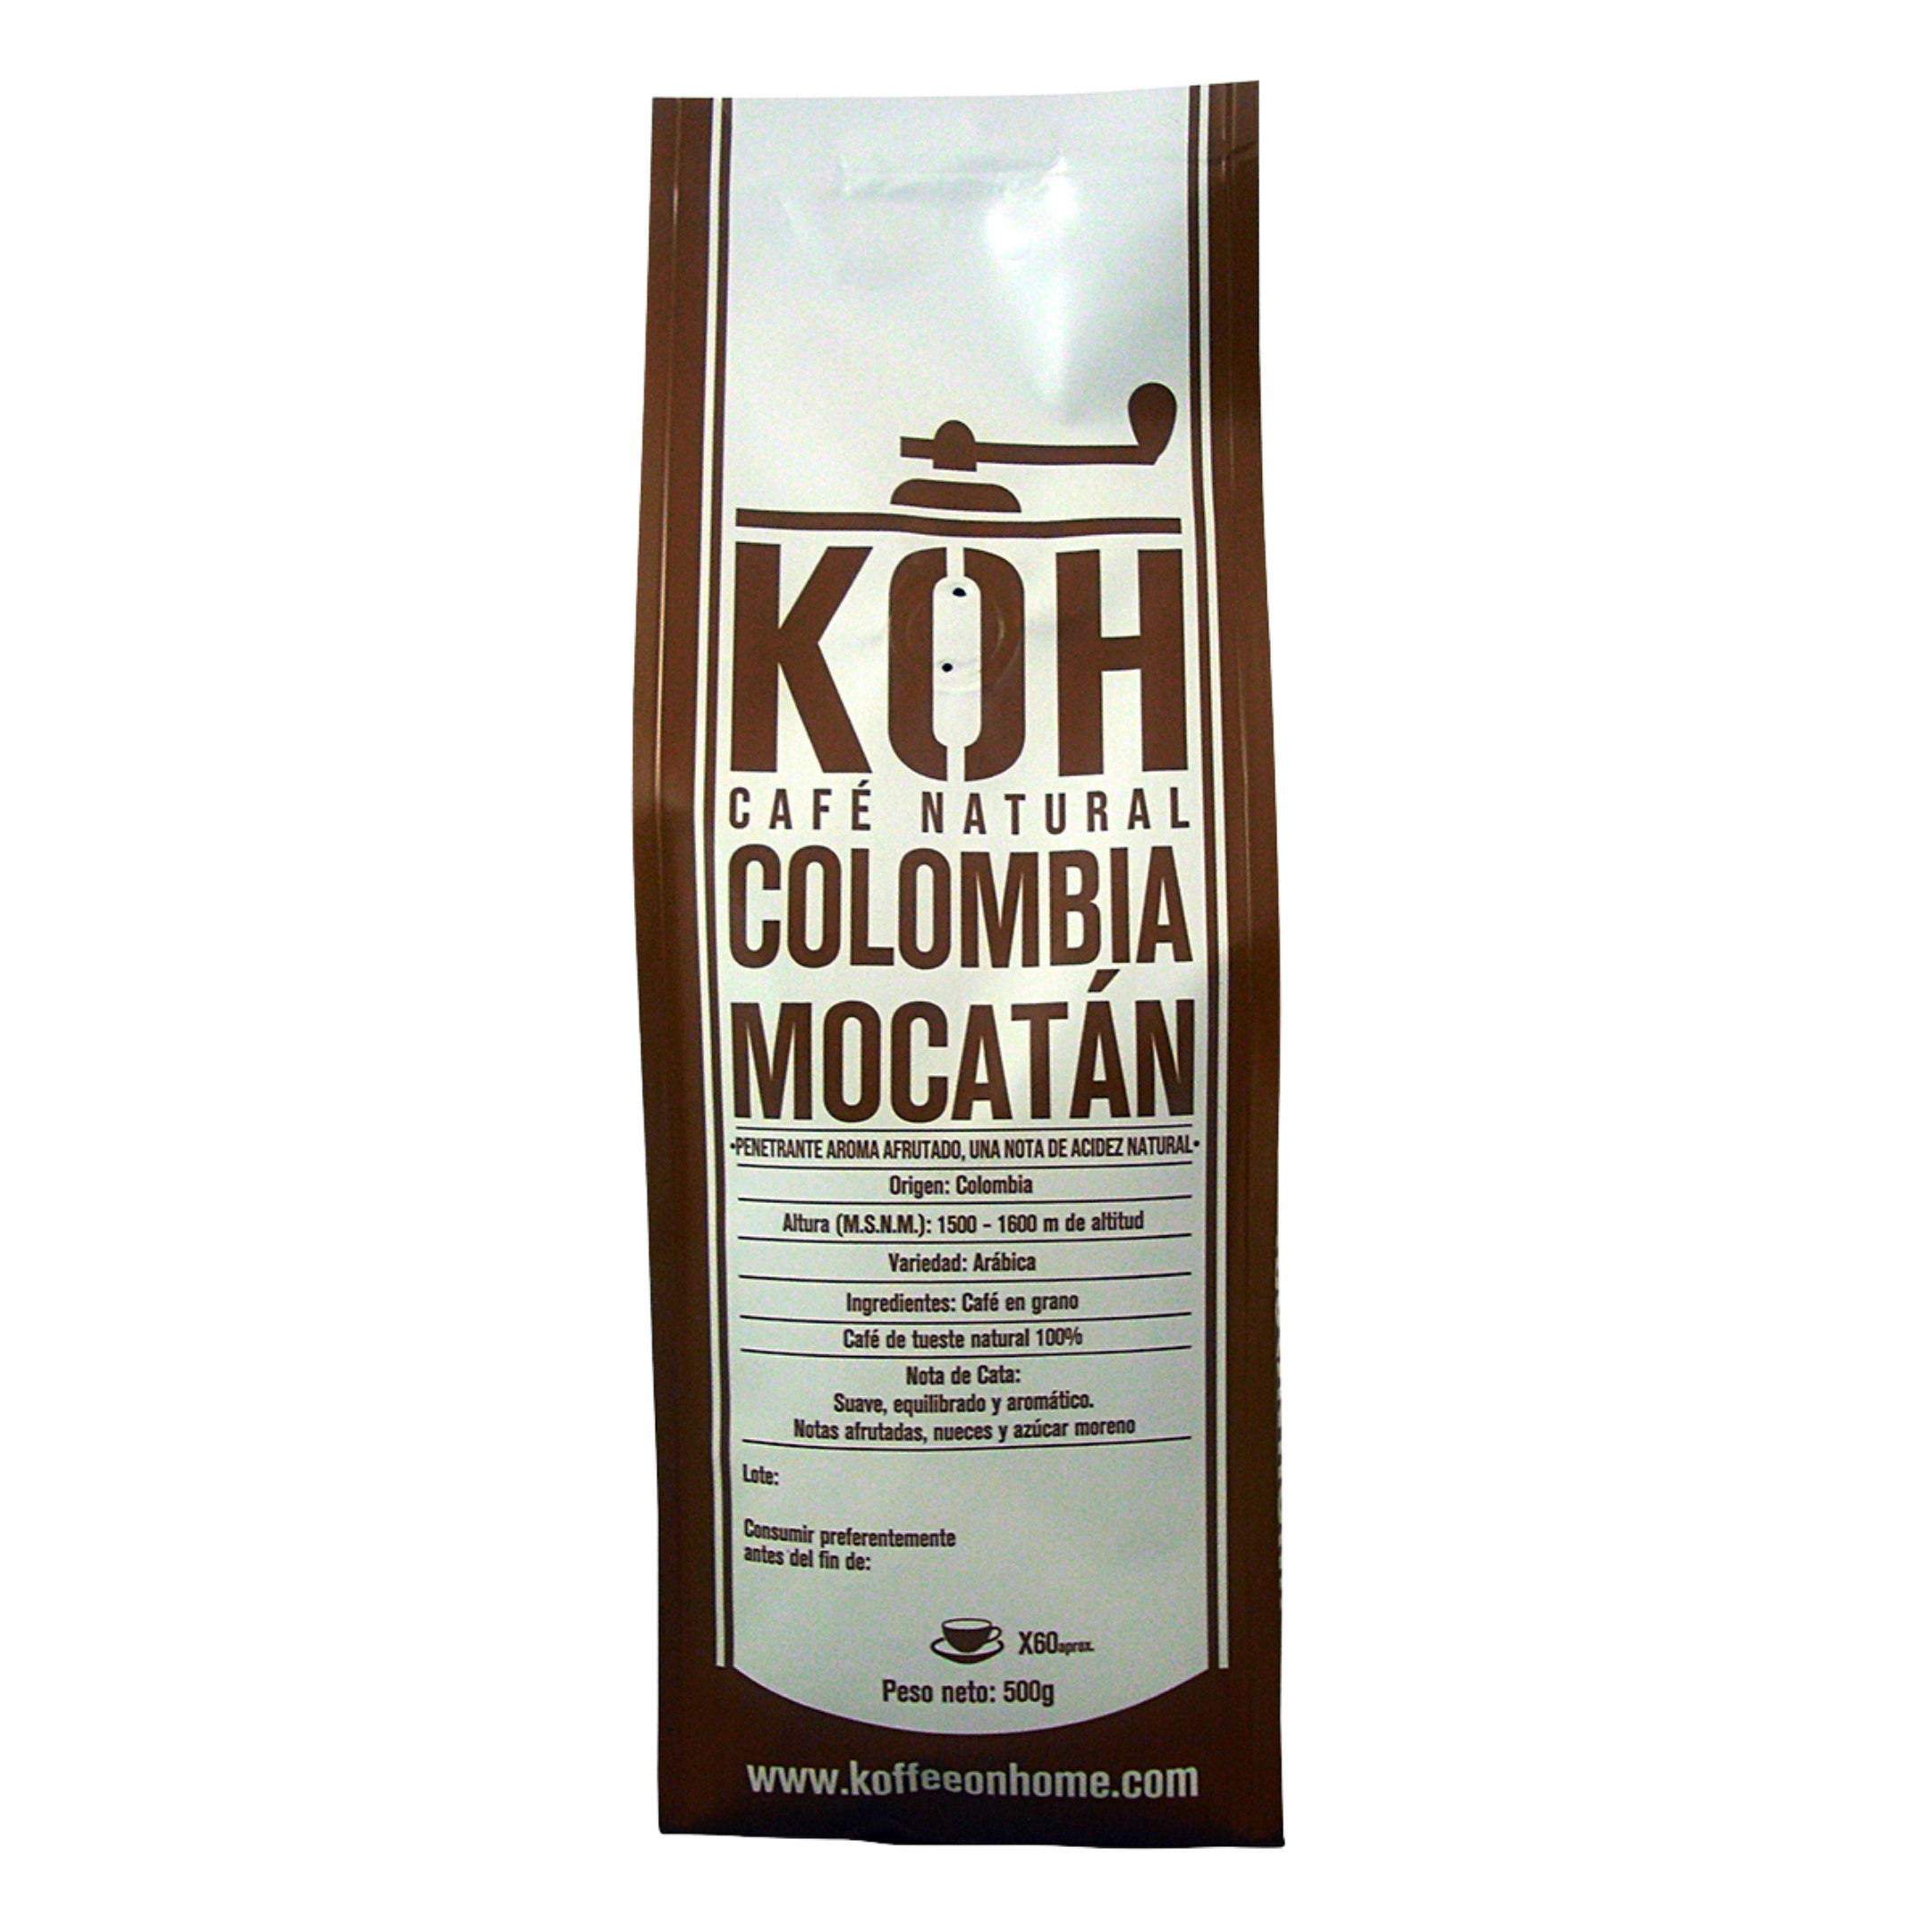 KOH
CAFÉ NATURAL
COLOMBIA
MOCATÁN
•PENETRANTE AROMA AFRUTADO, UNA NOTA DE ACIDEZ NATURAL•
Origen: Colombia
Altura (M.S.N.M.): 1500 - 1600 m de altitud
Variedad: Arábica
Ingredientes: Café en grano
Café de tueste natural 100%
Nota de Cata:
Suave, equilibrado y aromático.
Notas afrutadas, nueces y azúcar moreno
Lote:
Consumir preferentemente
antes del fin de:
X60aprox.
Peso neto: 500g
www.koffeeonhome.com